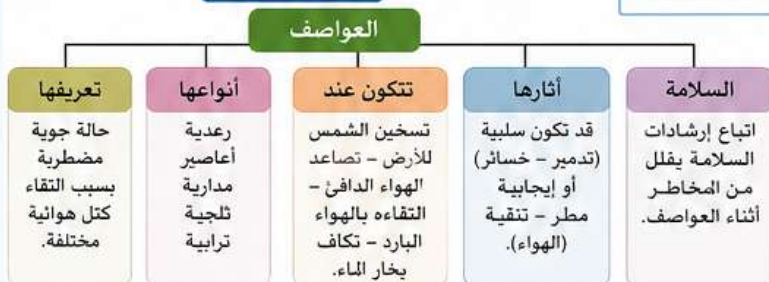 العواصف
تعريفها
حالة جوية
مضطربة
بسبب التقاء
كتل هوائية
مختلفة.
أنواعها
رعدية
أعاصير
مدارية
ثلجية
ترابية
تتكون عند
تسخين الشمس
للأرض – تصاعد
الهواء الدافئ –
التقاءه بالهواء
البارد – تكاف
بخار الماء.
أثارها
قد تكون سلبية
(تدمير – خسائر)
أو إيجابية
مطر – تنقية
(الهواء).
السلامة
اتباع إرشادات
السلامة يقلل
من المخاطر
أثناء العواصف.